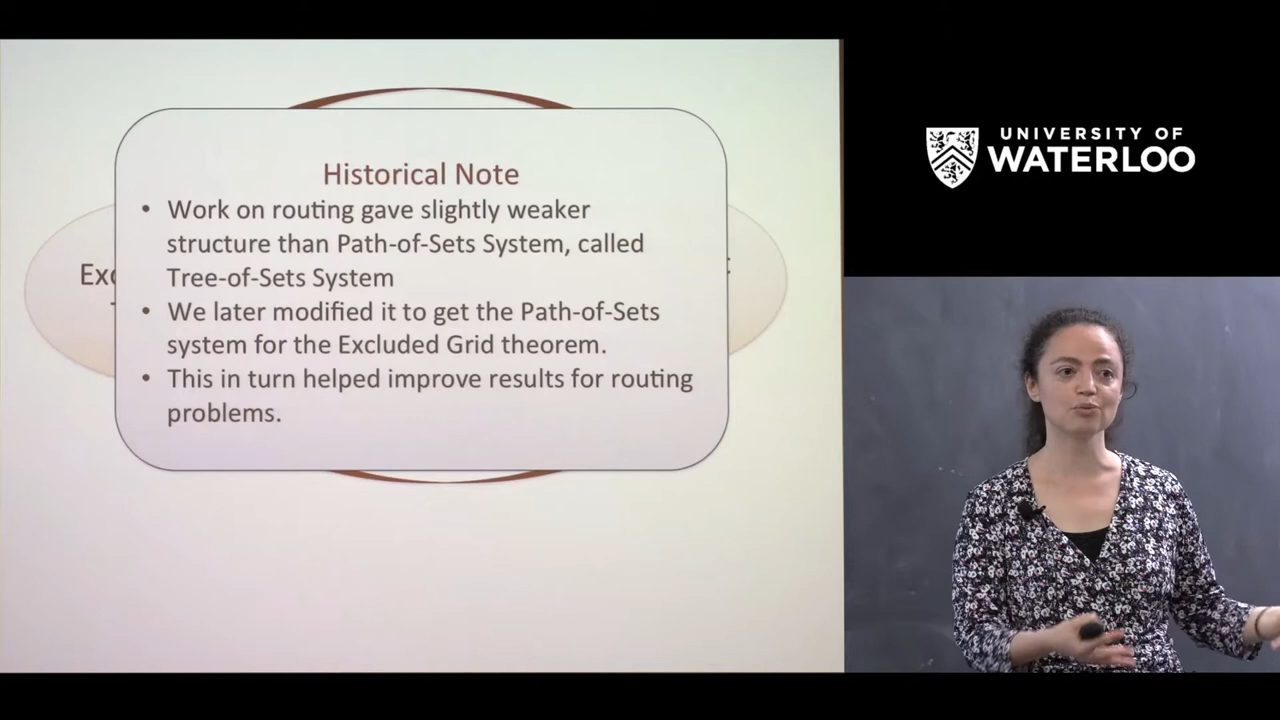 Historical Note
• Work on routing gave slightly weaker
structure than Path-of-Sets System, called
Tree-of-Sets System
• We later modified it to get the Path-of-Sets
system for the Excluded Grid theorem.
• This in turn helped improve results for routing
problems.
UNIVERSITY OF
WATERLOO